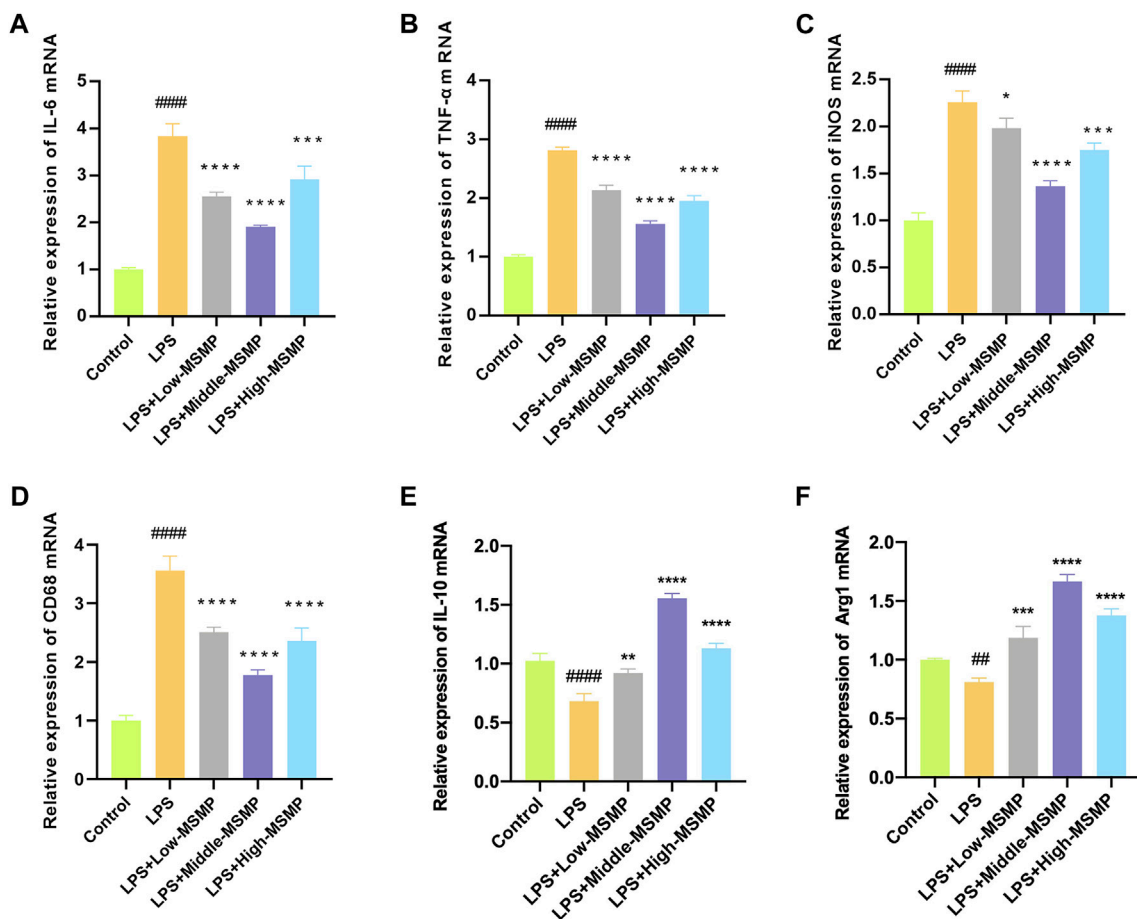 A
Relative expression of IL-6 mRNA
5
4
3
2
1
0
####
****
****
***
Control
LPS
LPS+Low-MSMP
LPS+Middle-MSMP
LPS+High-MSMP
B
Relative expression of TNF-αm RNA
4
3
2
1
0
####
****
****
****
Control
LPS
LPS+Low-MSMP
LPS+Middle-MSMP
LPS+High-MSMP
C
Relative expression of iNOS mRNA
2.5
2.0
1.5
1.0
0.5
0.0
####
*
****
***
Control
LPS
LPS+Low-MSMP
LPS+Middle-MSMP
LPS+High-MSMP
D
Relative expression of CD68 mRNA
4
3
2
1
0
####
****
****
****
Control
LPS
LPS+Low-MSMP
LPS+Middle-MSMP
LPS+High-MSMP
E
Relative expression of IL-10 mRNA
2.0
1.5
1.0
0.5
0.0
####
**
****
****
Control
LPS
LPS+Low-MSMP
LPS+Middle-MSMP
LPS+High-MSMP
F
Relative expression of Arg1 mRNA
2.0
1.5
1.0
0.5
0.0
##
***
****
****
Control
LPS
LPS+Low-MSMP
LPS+Middle-MSMP
LPS+High-MSMP